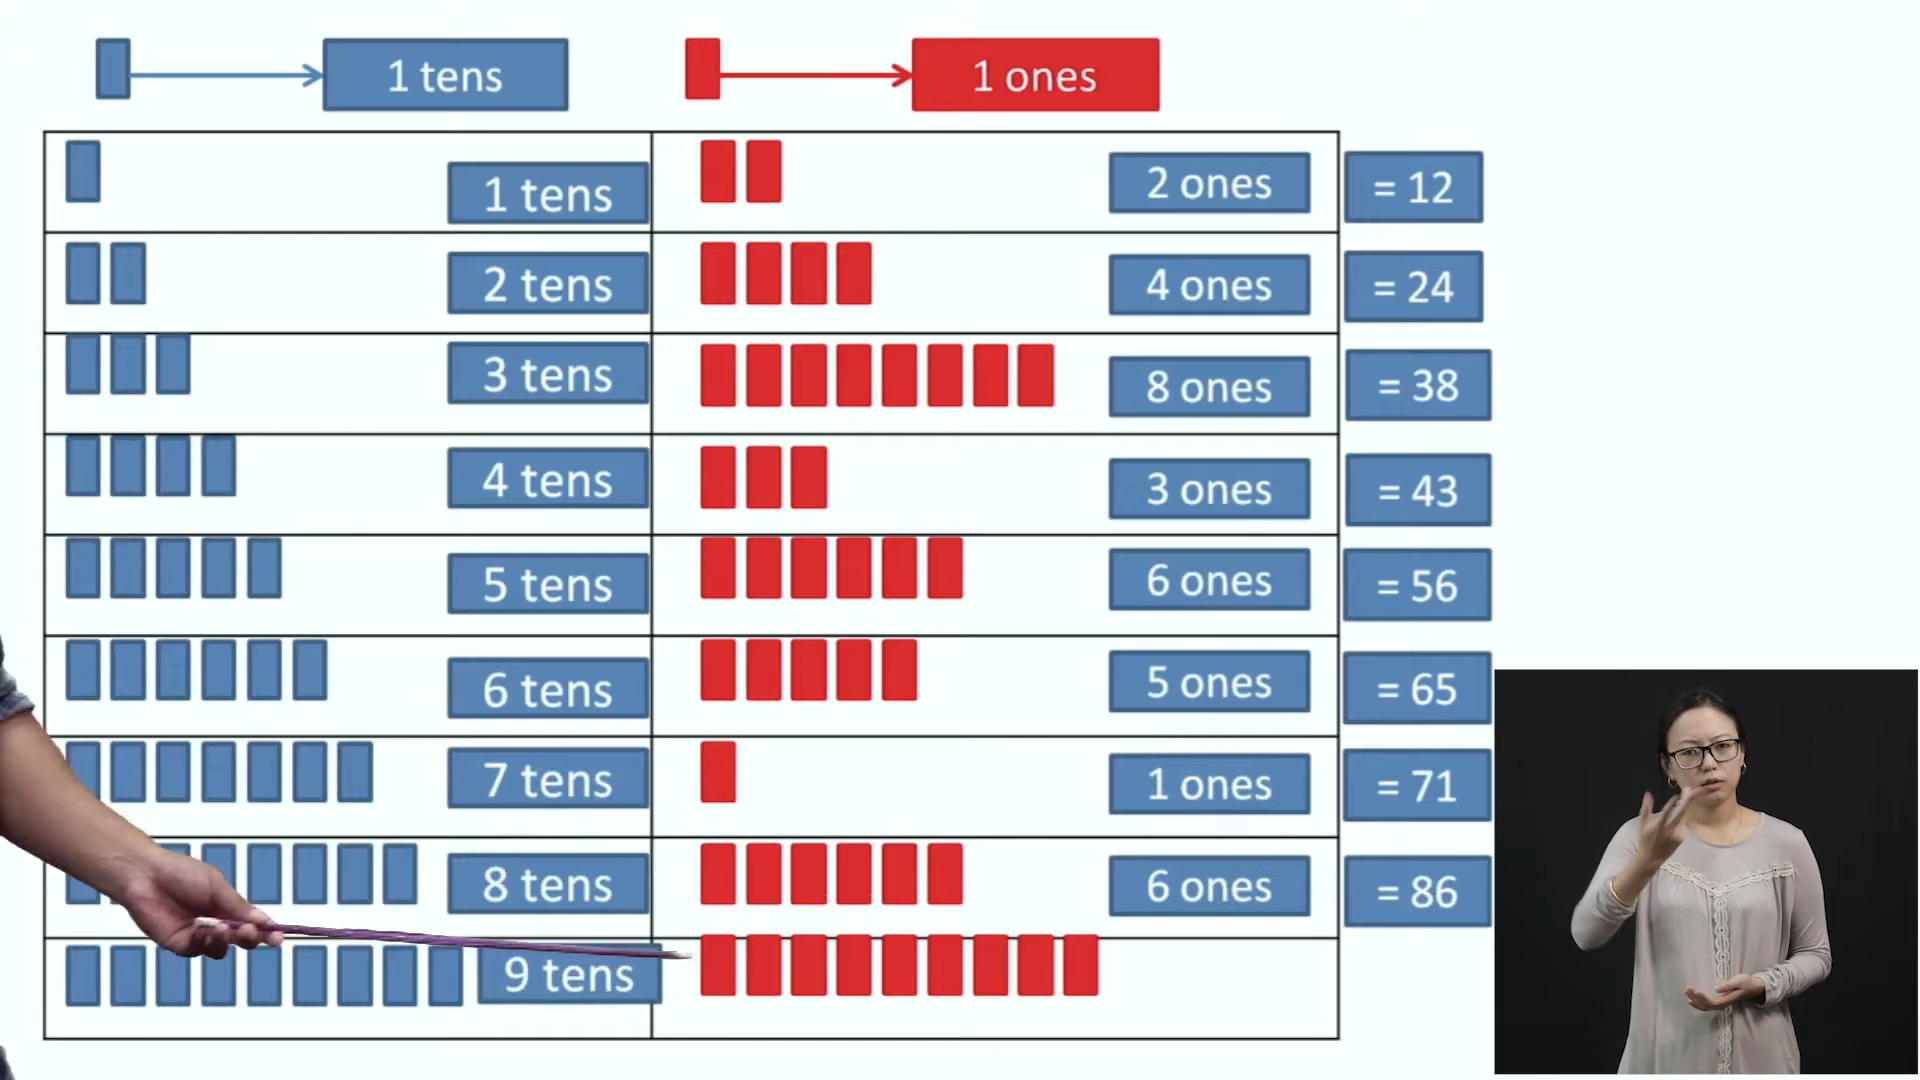 1 tens
1 ones
1 tens
2 ones
= 12
2 tens
4 ones
= 24
3 tens
8 ones
= 38
4 tens
3 ones
= 43
5 tens
6 ones
= 56
6 tens
5 ones
= 65
7 tens
1 ones
= 71
8 tens
6 ones
= 86
9 tens